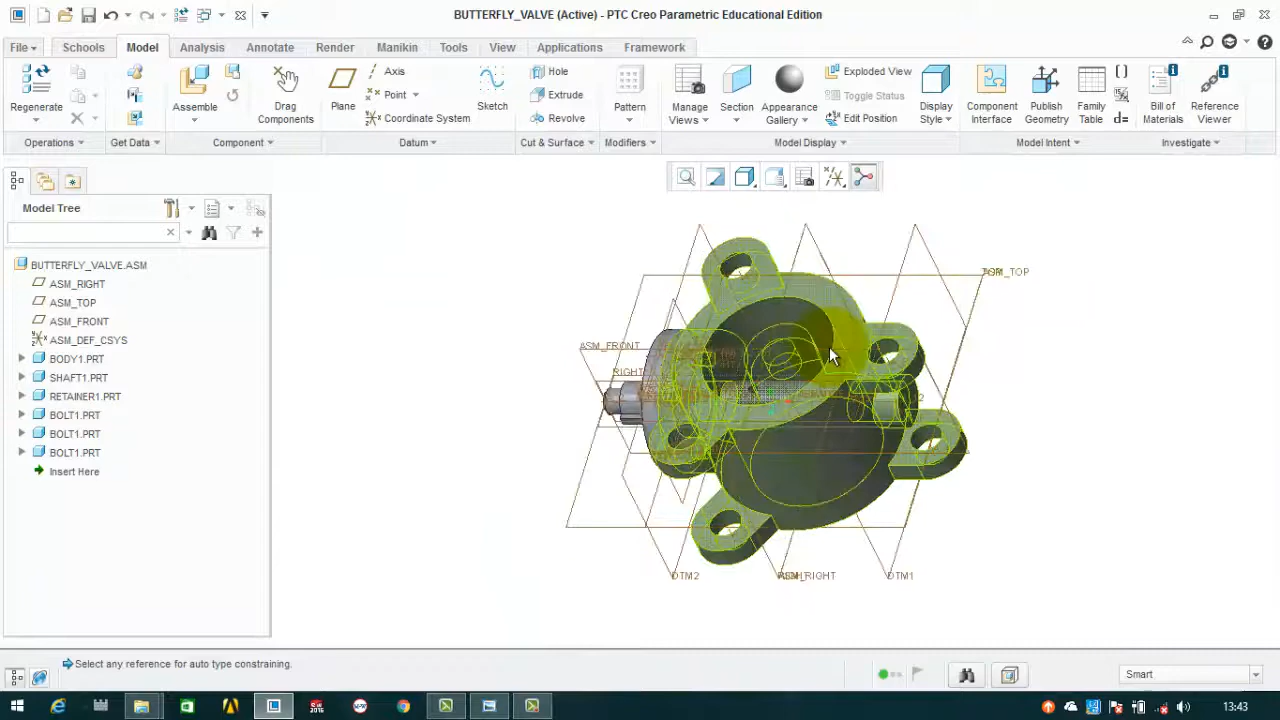 BUTTERFLY_VALVE (Active) - PTC Creo Parametric Educational Edition
File Schools Model Analysis Annotate Render Manikin Tools View Applications Framework
Regenerate
Assemble
Drag Components
Plane
Axis
Point
Coordinate System
Sketch
Hole
Extrude
Revolve
Pattern
Manage Views
Section
Appearance Gallery
Exploded View
Toggle Status
Edit Position
Display Style
Component Interface
Publish Geometry
Family Table
d=
Bill of Materials
Reference Viewer
Operations Get Data Component Datum Cut & Surface Modifiers Model Display Model Intent Investigate
Model Tree
BUTTERFLY_VALVE.ASM
ASM_RIGHT
ASM_TOP
ASM_FRONT
ASM_DEF_CSYS
BODY1.PRT
SHAFT1.PRT
RETAINER1.PRT
BOLT1.PRT
BOLT1.PRT
BOLT1.PRT
Insert Here
ASM_TOP
ASM_FRONT
RIGHT
DTM2
ASM_RIGHT
DTM1
Select any reference for auto type constraining.
Smart
2016
13:43